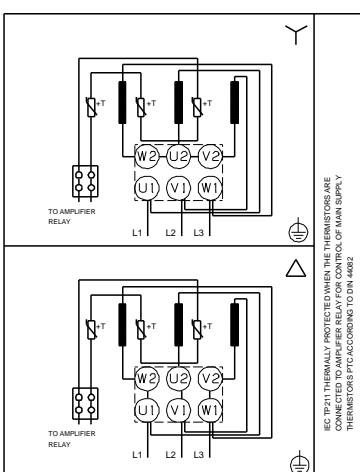 +T +T +T
W2 U2 V2
U1 V1 W1
TO AMPLIFIER
RELAY
L1 L2 L3
+T +T +T
W2 U2 V2
U1 V1 W1
TO AMPLIFIER
RELAY
L1 L2 L3
IEC TP211 THERMALLY PROTECTED WHEN THE THERMISTORS ARE
CONNECTED TO AMPLIFIER RELAY FOR CONTROL OF MAIN SUPPLY
THERMISTORS PTC ACCORDING TO DIN 44082